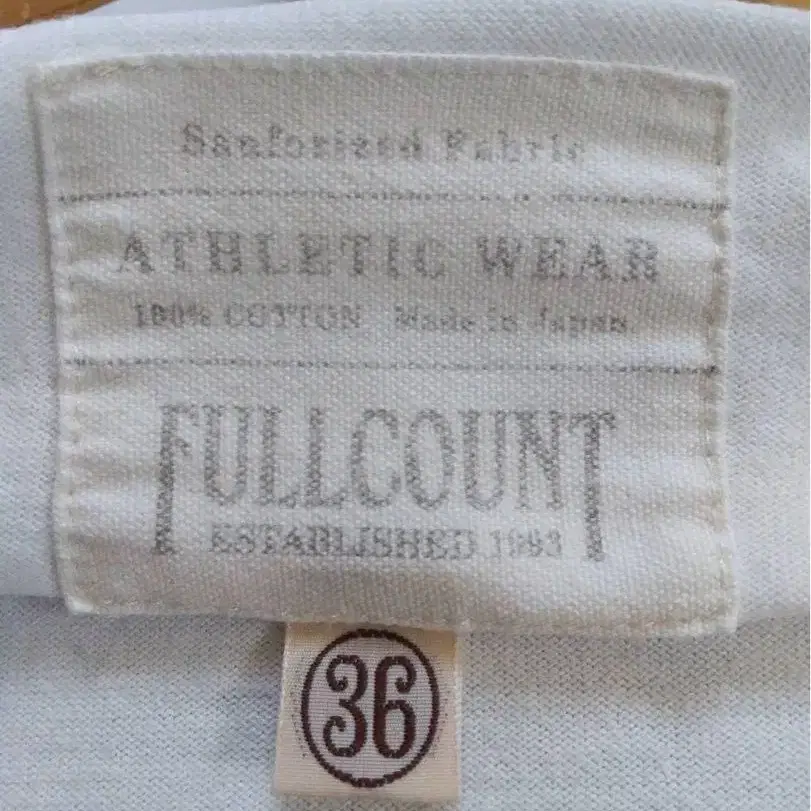 Sanforized Fabric
ATHLETIC WEAR
100% COTTON Made in Japan
FULLCOUNT
ESTABLISHED 1993
36